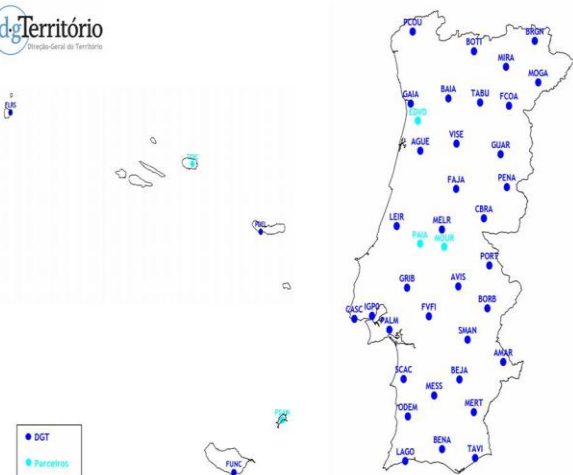 d·gTerritório
Direção-Geral do Território
FLRS
PDEL
FUNC
DGT
Parceiros
PCOU
BRGN
BOTI
MIRA
MOGA
GAIA
BAIA
TABU
FCOA
EDVD
AGUE
VISE
GUAR
FAJA
PENA
CBRA
LEIR
MELR
PAIA
MOUR
PORT
GRIB
AVIS
BORB
CASC
IGP0
FVFI
PALM
SMAN
AMAR
SCAC
BEJA
MESS
MERT
ODEM
BENA
TAVI
LAGO